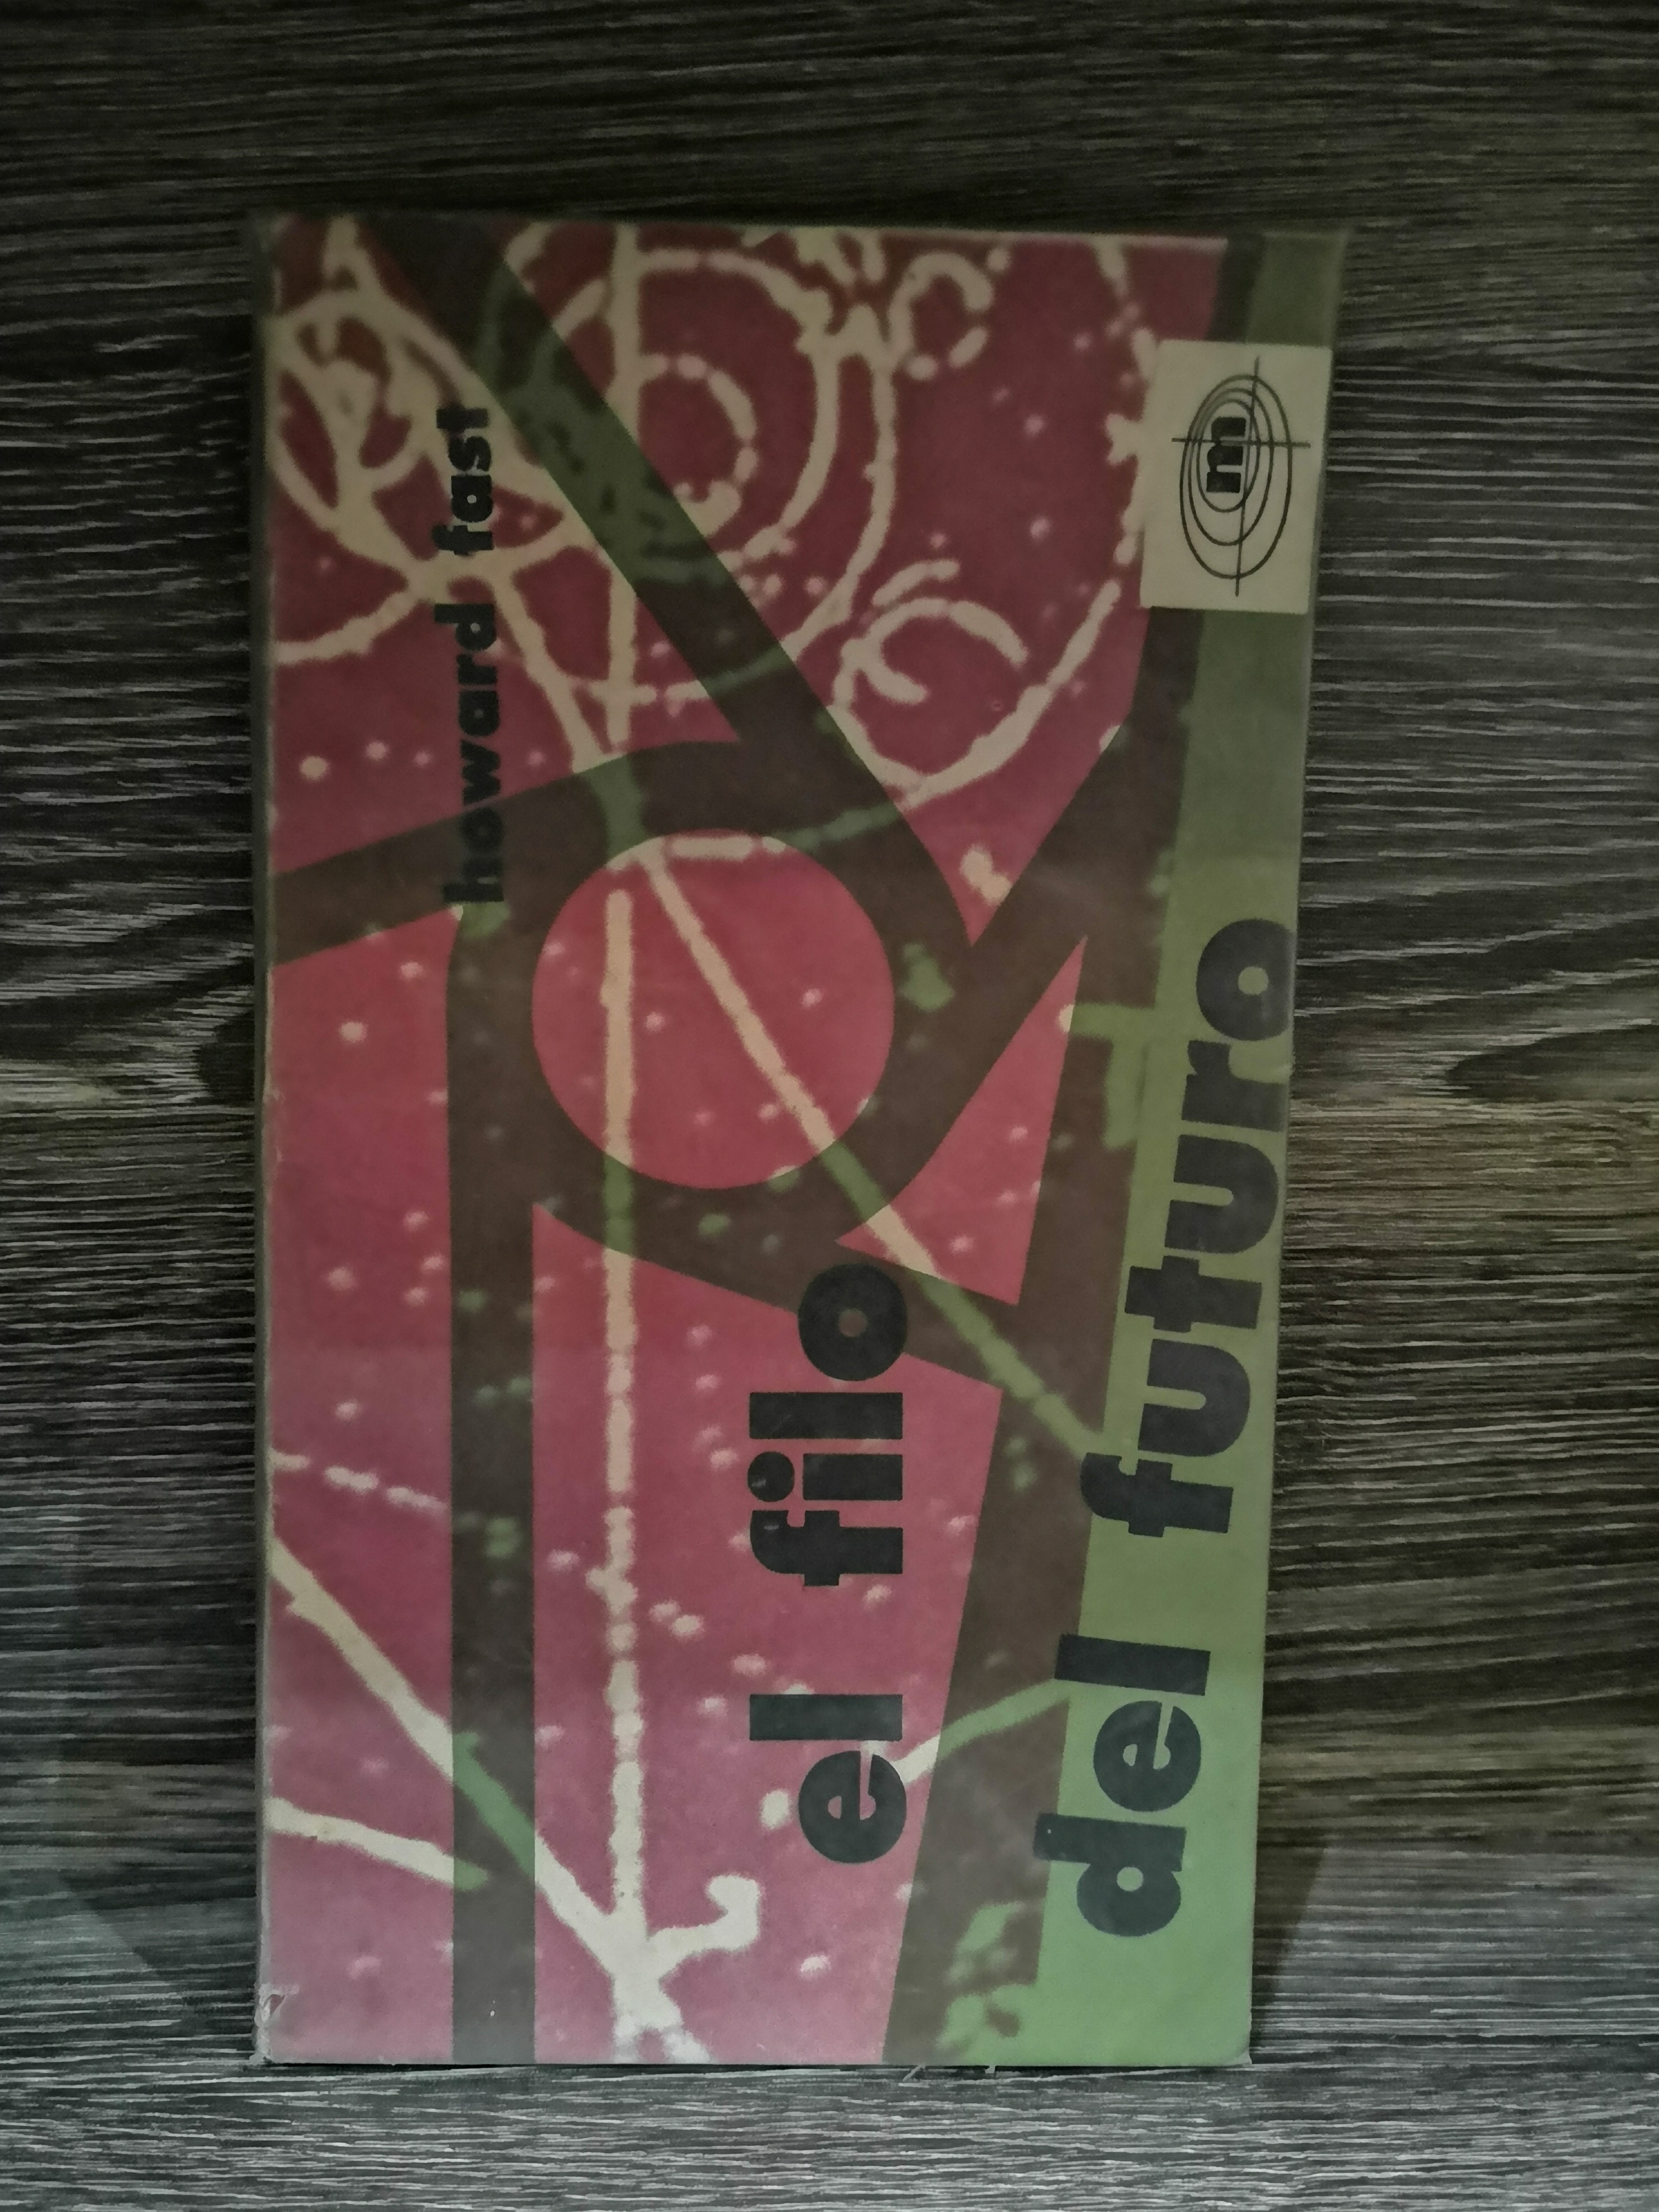 howard fast
el filo
del futuro
m